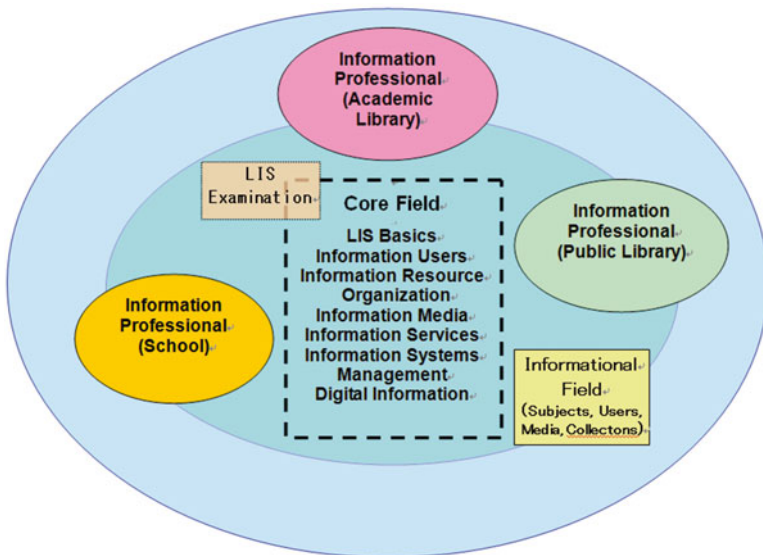 Information
Professional
(Academic
Library)
LIS
Examination
Core Field
LIS Basics
Information Users
Information Resource
Organization
Information Media
Information Services
Information Systems
Management
Digital Information
Information
Professional
(Public Library)
Information
Professional
(School)
Informational
Field
(Subjects, Users,
Media, Collectons)